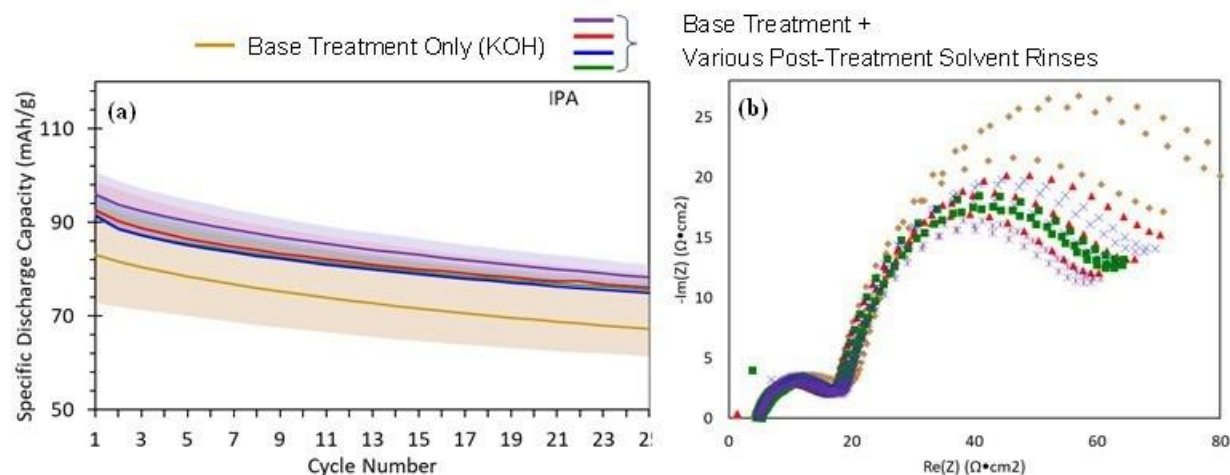 Base Treatment Only (KOH)
Base Treatment +
Various Post-Treatment Solvent Rinses
(a)
IPA
Specific Discharge Capacity (mAh/g)
110
90
70
50
1 3 5 7 9 11 13 15 17 19 21 23 25
Cycle Number
(b)
-Im(Z) (Ω•cm2)
25
20
15
10
5
0
0 20 40 60 80
Re(Z) (Ω•cm2)